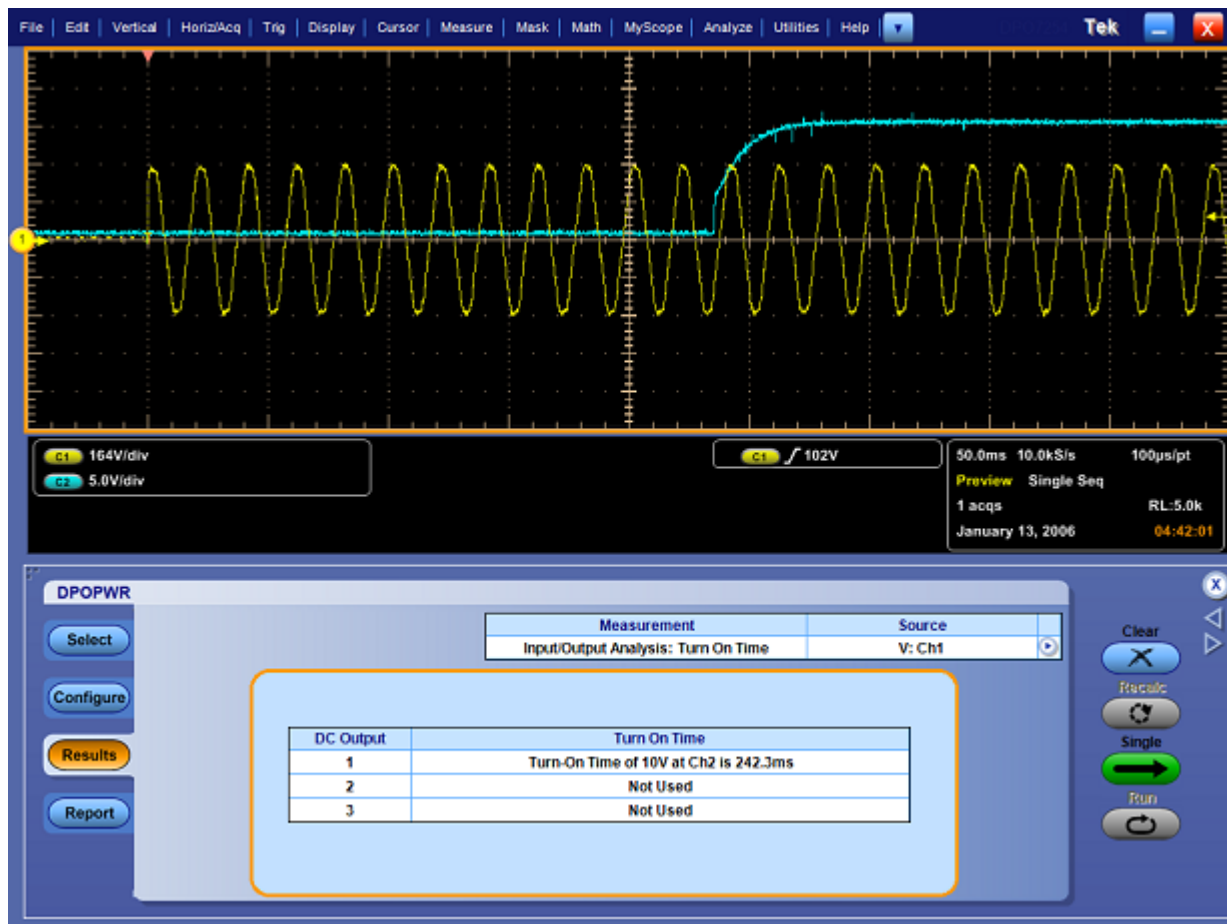 File | Edit | Vertical | Horiz/Acq | Trig | Display | Cursor | Measure | Mask | Math | MyScope | Analyze | Utilities | Help | Tek X
1
C1 164V/div
C2 5.0V/div
C1 102V
50.0ms 10.0kS/s 100µs/pt
Preview Single Seq
1 acqs RL:5.0k
January 13, 2006 04:42:01
DPOPWR
Select
Configure
Results
Report
Measurement Source
Input/Output Analysis: Turn On Time V: Ch1
DC Output Turn On Time
1 Turn-On Time of 10V at Ch2 is 242.3ms
2 Not Used
3 Not Used
X
Clear
Recalc
Single
Run